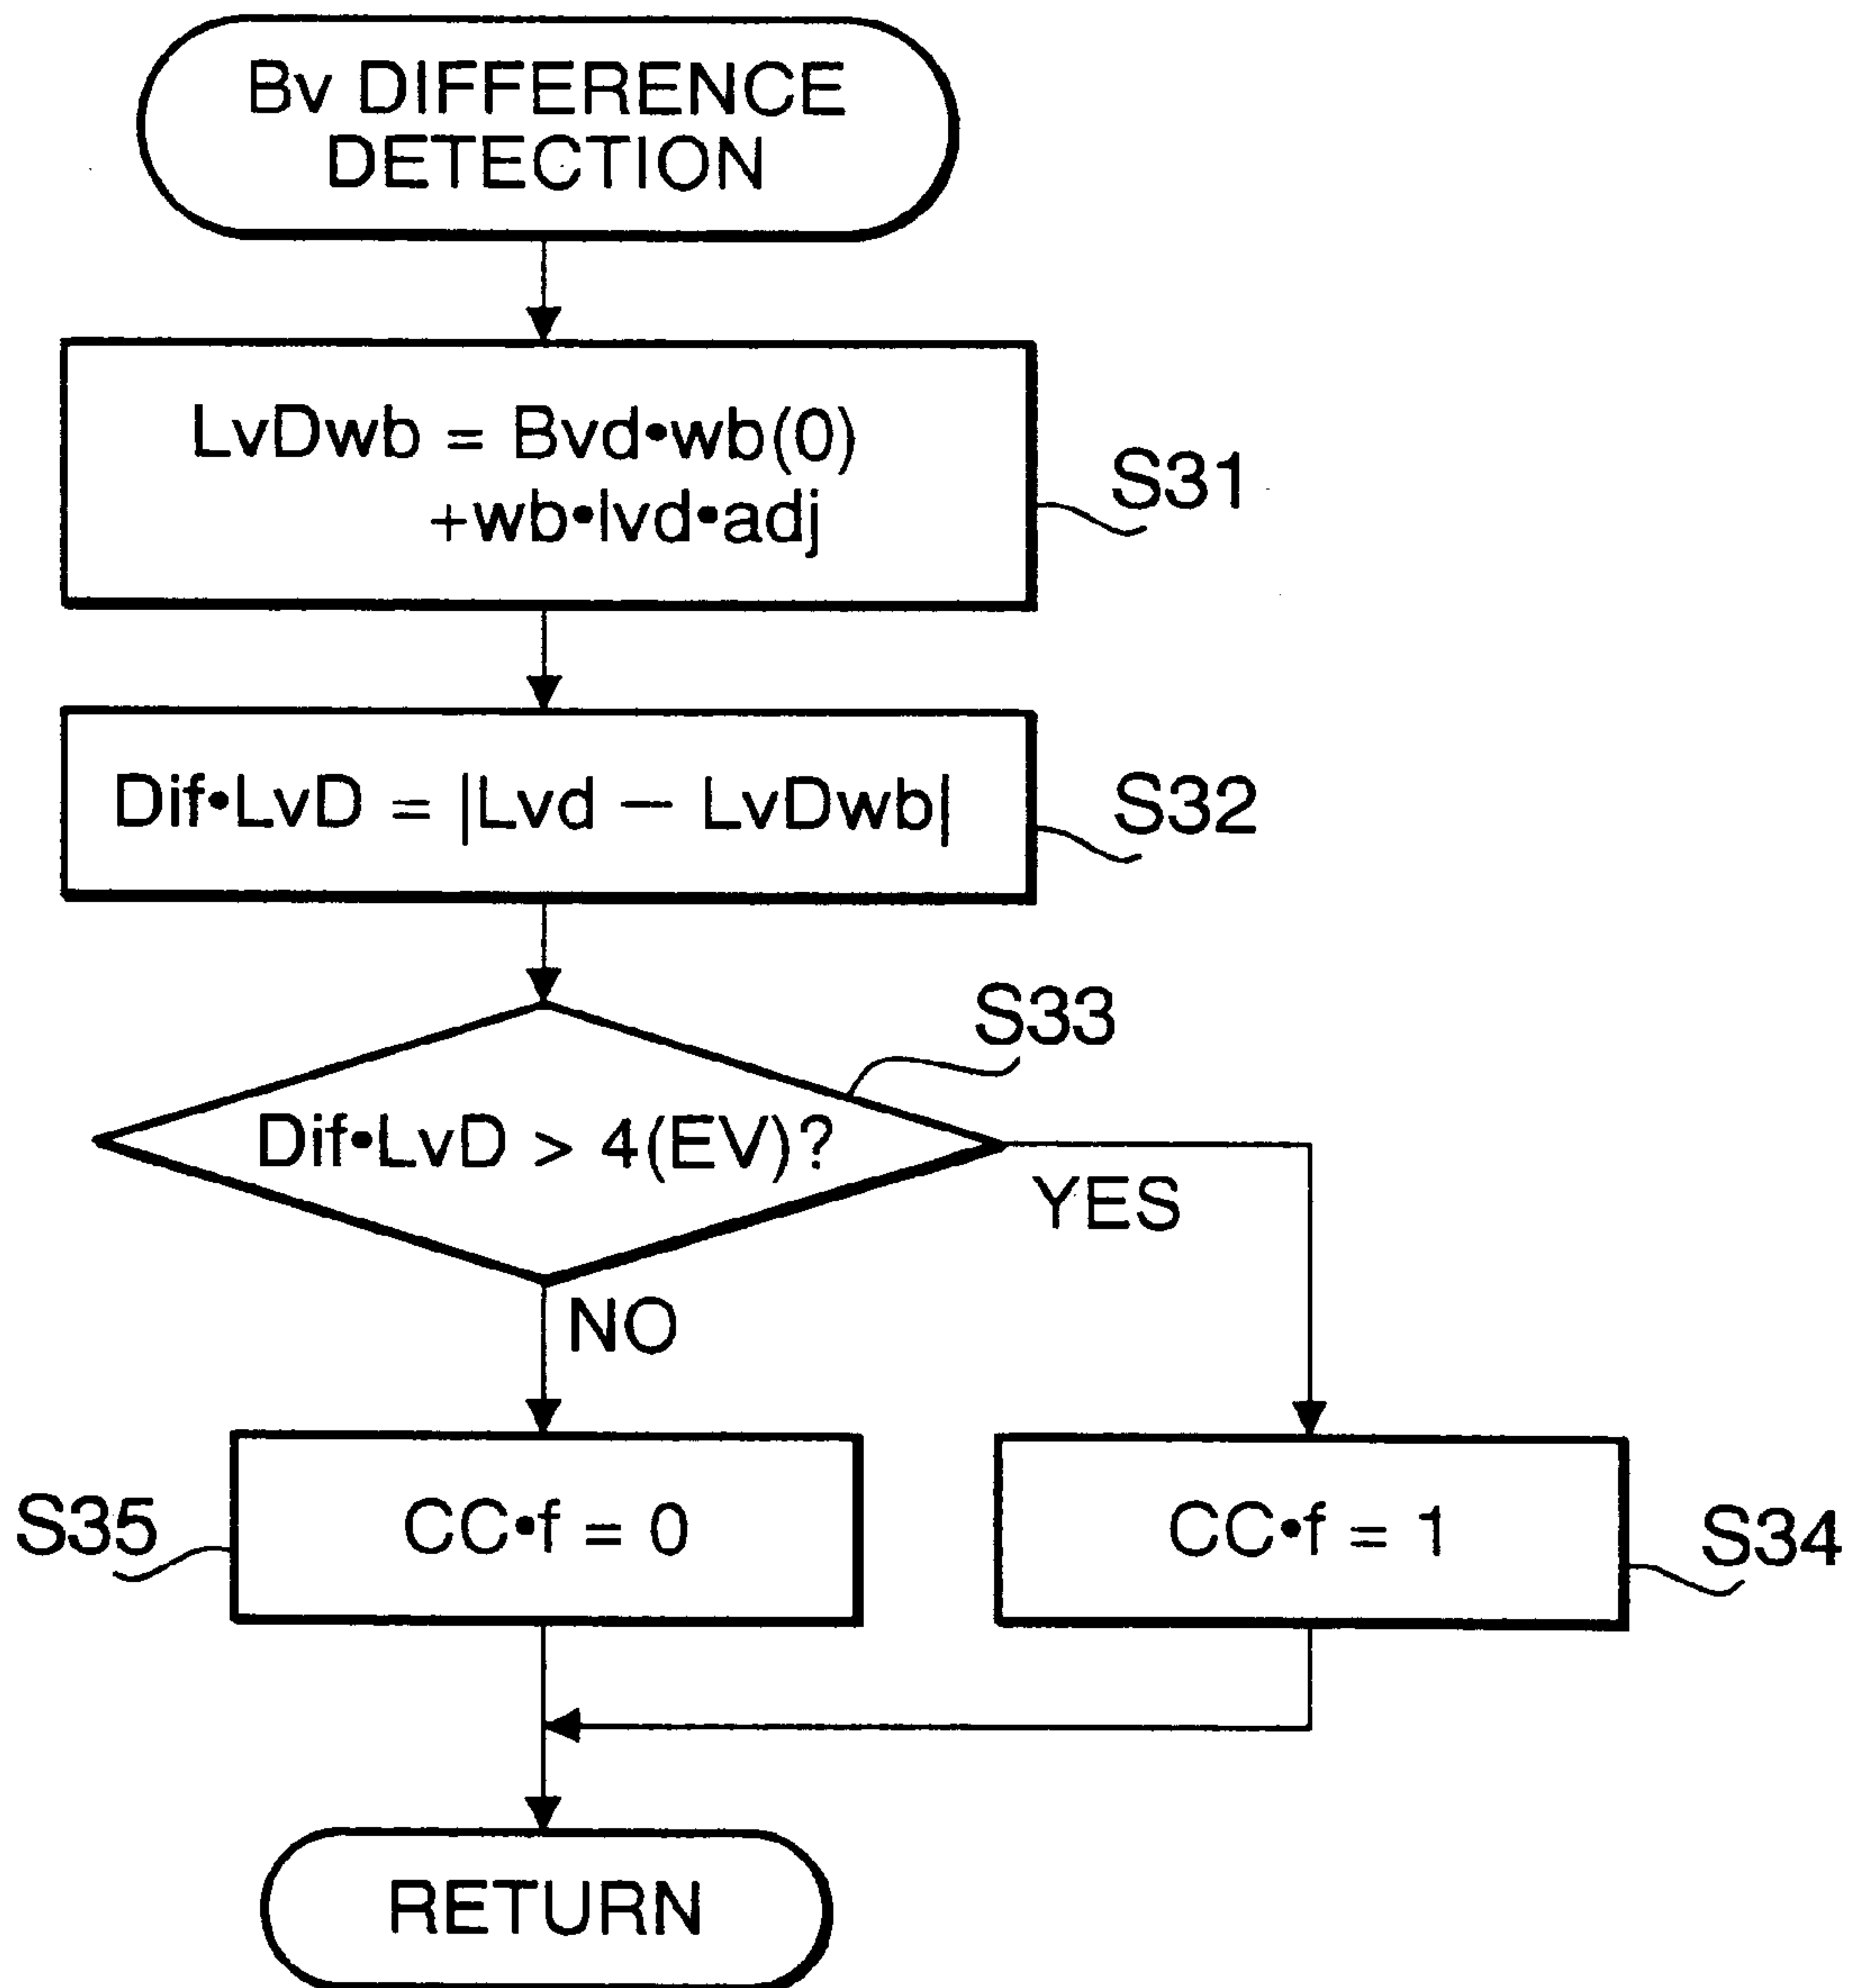 Bv DIFFERENCE
DETECTION
LvDwb = Bvd•wb(0)
+wb•lvd•adj
S31
Dif•LvD = |Lvd − LvDwb|
S32
S33
Dif•LvD > 4(EV)?
YES
NO
S35
CC•f = 0
CC•f = 1
S34
RETURN